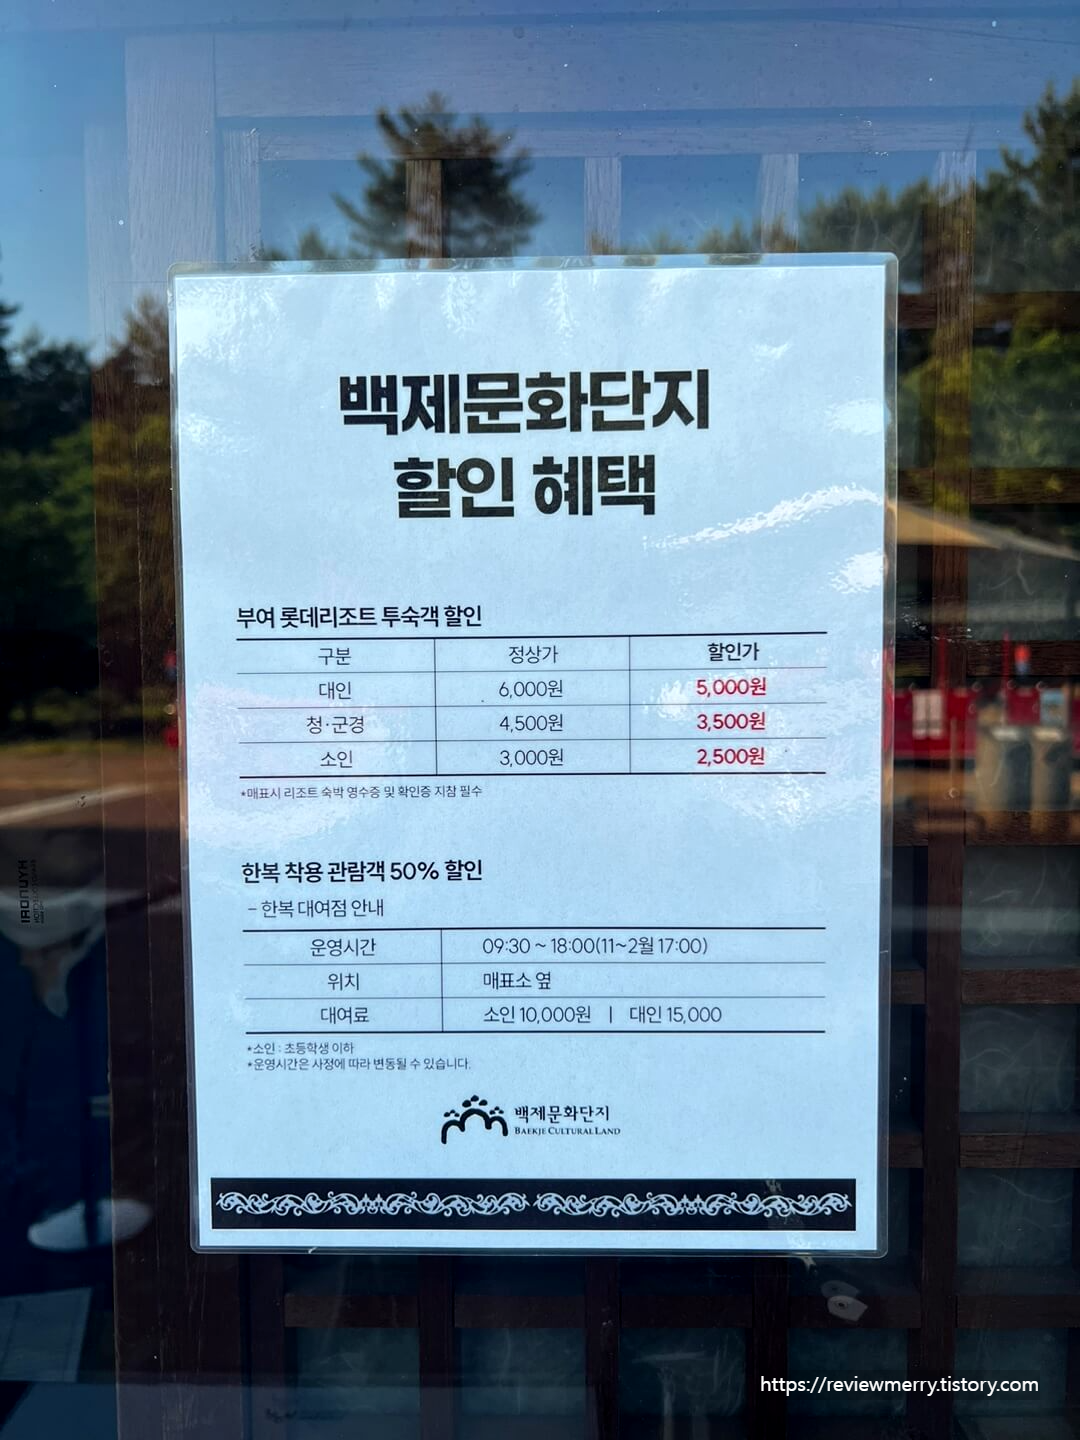 백제문화단지
할인 혜택
부여 롯데리조트 투숙객 할인
구분 정상가 할인가
대인 6,000원 5,000원
청·군경 4,500원 3,500원
소인 3,000원 2,500원
*매표시 리조트 숙박 영수증 및 확인증 지참 필수
한복 착용 관람객 50% 할인
- 한복 대여점 안내
운영시간 09:30 ~ 18:00(11~2월 17:00)
위치 매표소 옆
대여료 소인 10,000원 | 대인 15,000
*소인 : 초등학생 이하
*운영시간은 사정에 따라 변동될 수 있습니다.
백제문화단지
BAEKJE CULTURAL LAND
https://reviewmerry.tistory.com